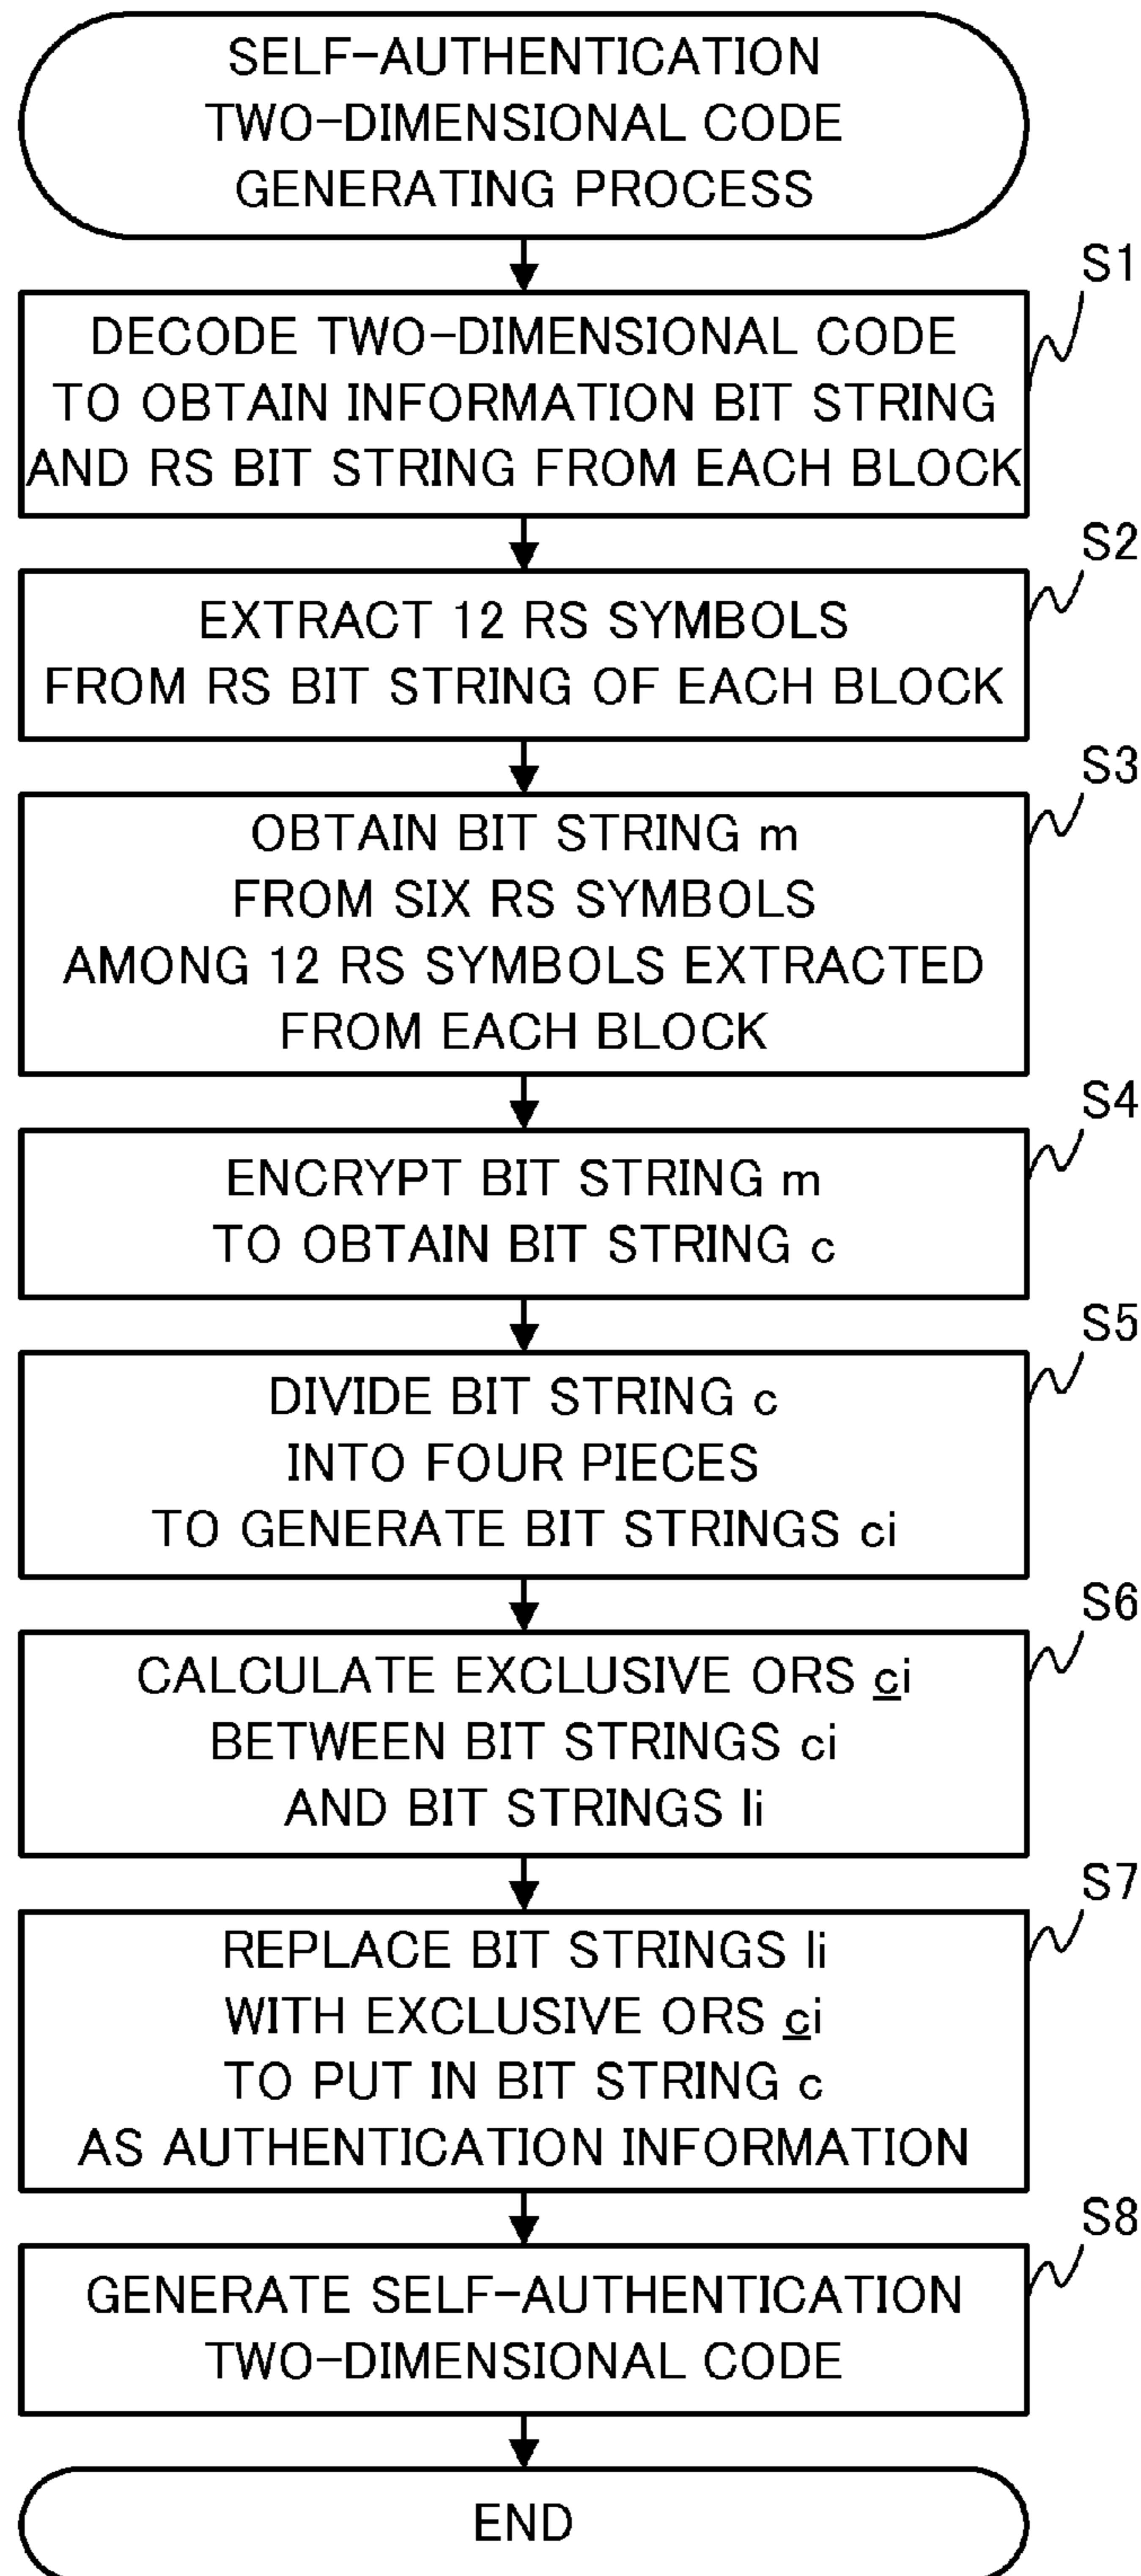 SELF-AUTHENTICATION
TWO-DIMENSIONAL CODE
GENERATING PROCESS
S1
DECODE TWO-DIMENSIONAL CODE
TO OBTAIN INFORMATION BIT STRING
AND RS BIT STRING FROM EACH BLOCK
S2
EXTRACT 12 RS SYMBOLS
FROM RS BIT STRING OF EACH BLOCK
S3
OBTAIN BIT STRING m
FROM SIX RS SYMBOLS
AMONG 12 RS SYMBOLS EXTRACTED
FROM EACH BLOCK
S4
ENCRYPT BIT STRING m
TO OBTAIN BIT STRING c
S5
DIVIDE BIT STRING c
INTO FOUR PIECES
TO GENERATE BIT STRINGS ci
S6
CALCULATE EXCLUSIVE ORS c̲i
BETWEEN BIT STRINGS ci
AND BIT STRINGS li
S7
REPLACE BIT STRINGS li
WITH EXCLUSIVE ORS c̲i
TO PUT IN BIT STRING c
AS AUTHENTICATION INFORMATION
S8
GENERATE SELF-AUTHENTICATION
TWO-DIMENSIONAL CODE
END